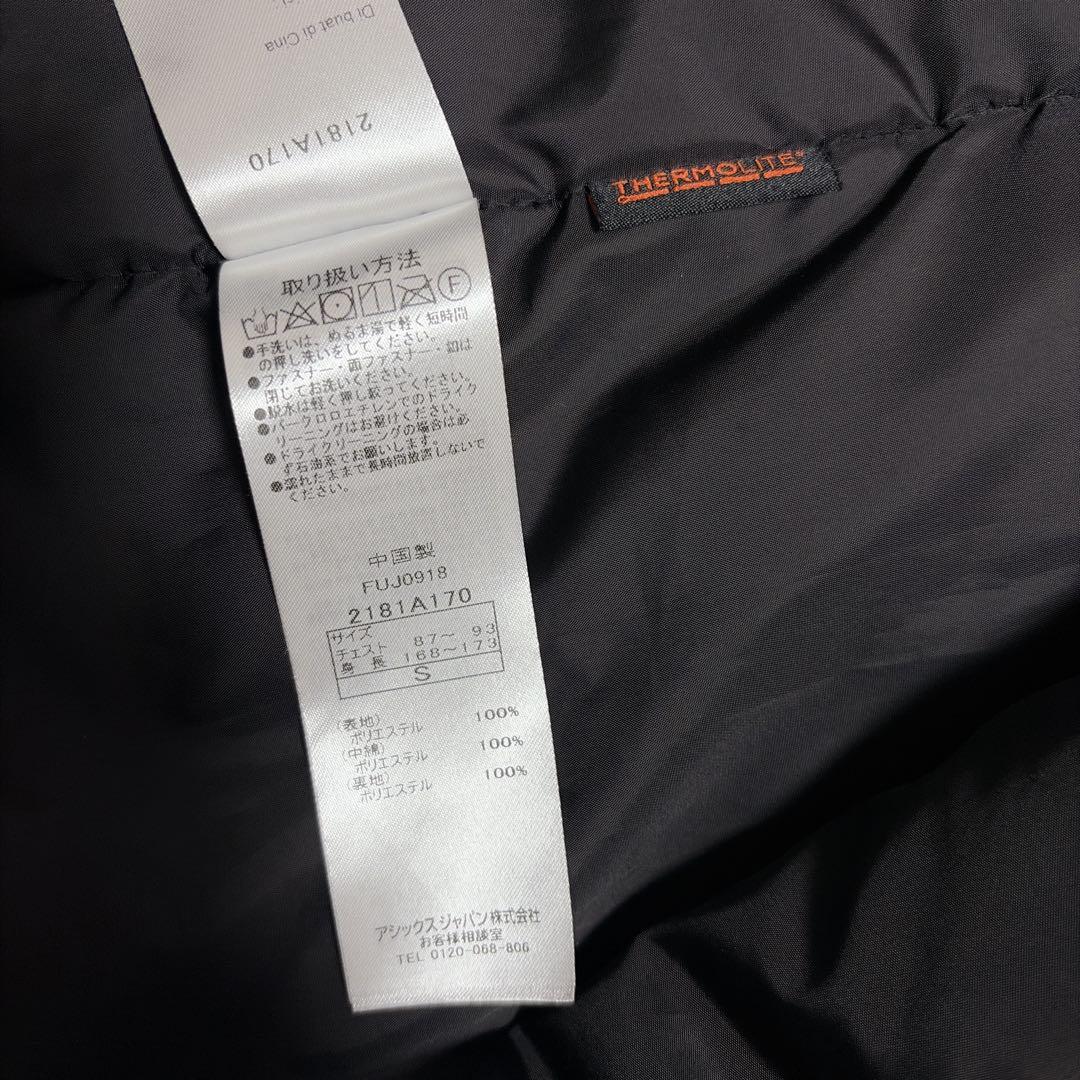 Di buat di Cina
2181A170
THERMOLITE®
取り扱い方法
F
●手洗いは、ぬるま湯で軽く短時間
の押し洗いをしてください。
●ファスナー・面ファスナー・釦は
閉じてお洗いください。
●脱水は軽く押し絞ってください。
●パークロロエチレンでのドライク
リーニングはお避けください。
●ドライクリーニングの場合は必
ず石油系でお願いします。
●濡れたままで長時間放置しないで
ください。
中国製
FUJ0918
2181A170
サイズ
チェスト 87～ 93
身長 168～173
S
(表地)
ポリエステル 100%
(中綿)
ポリエステル 100%
(裏地)
ポリエステル 100%
アシックスジャパン株式会社
お客様相談室
TEL 0120-068-806